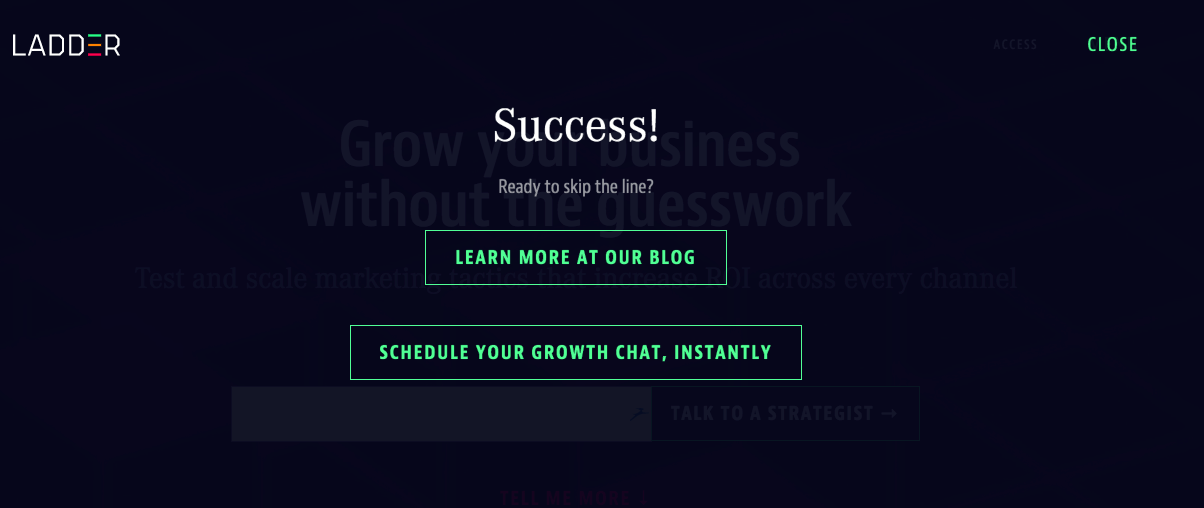 LADDER
ACCESS
CLOSE
Success!
Grow your business
Ready to skip the line?
without the guesswork
LEARN MORE AT OUR BLOG
Test and scale marketing tactics that increase ROI across every channel
SCHEDULE YOUR GROWTH CHAT, INSTANTLY
TALK TO A STRATEGIST →
TELL ME MORE ↓